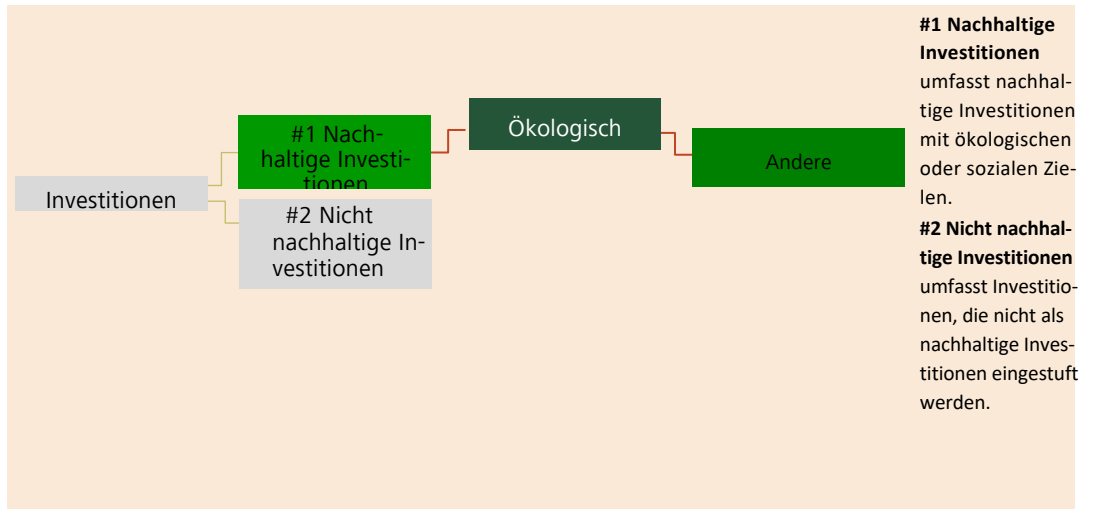 Investitionen
#1 Nach-
haltige Investi-
tionen
#2 Nicht
nachhaltige In-
vestitionen
Ökologisch
Andere
#1 Nachhaltige
Investitionen
umfasst nachhal-
tige Investitionen
mit ökologischen
oder sozialen Zie-
len.
#2 Nicht nachhal-
tige Investitionen
umfasst Investitio-
nen, die nicht als
nachhaltige Inves-
titionen eingestuft
werden.